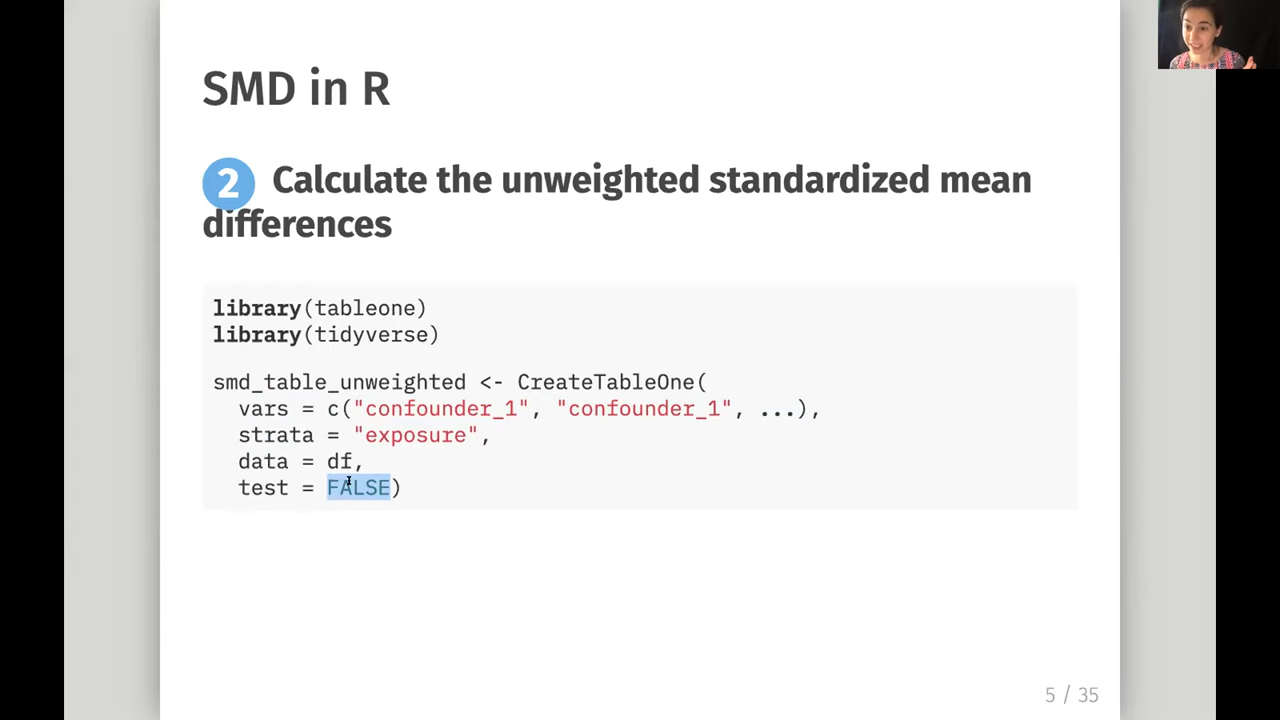 SMD in R
2 Calculate the unweighted standardized mean
differences
library(tableone)
library(tidyverse)
smd_table_unweighted <- CreateTableOne(
vars = c("confounder_1", "confounder_1", ...),
strata = "exposure",
data = df,
test = FALSE)
5 / 35